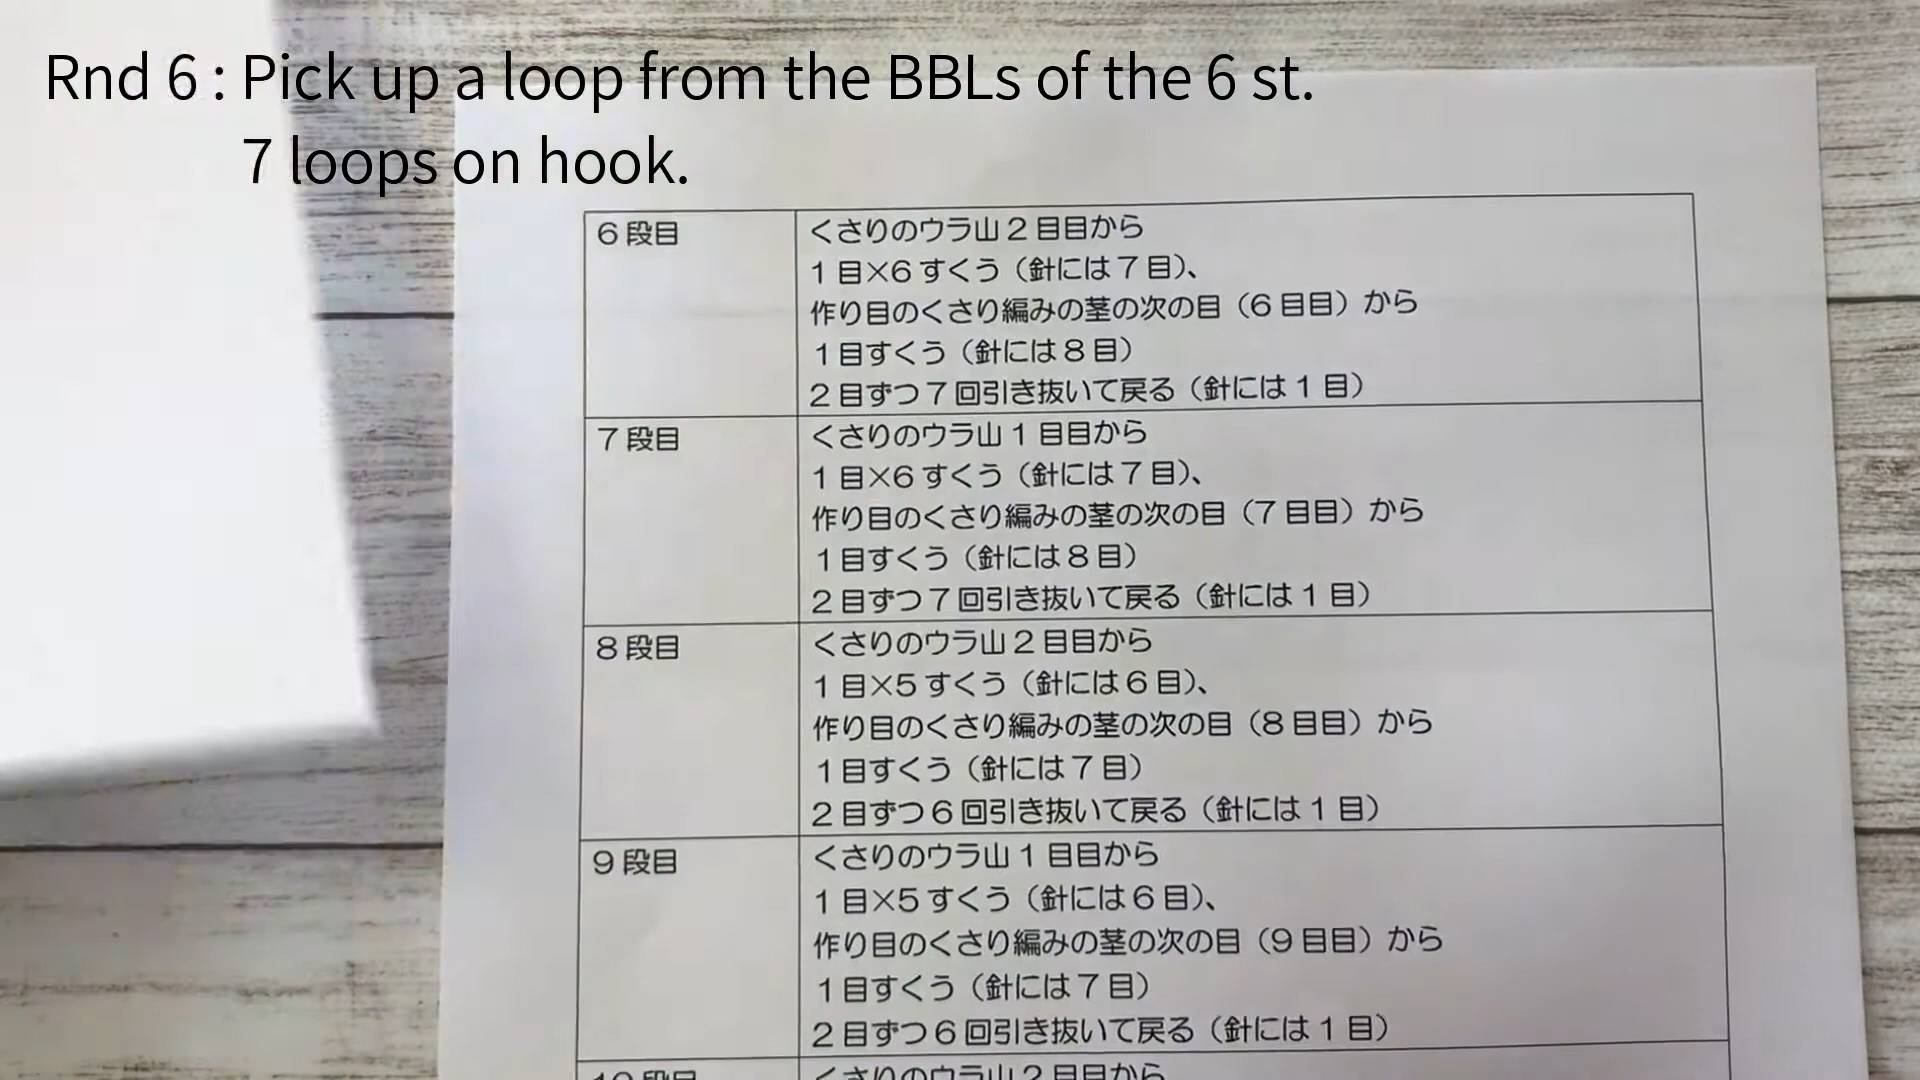 Rnd 6 : Pick up a loop from the BBLs of the 6 st.
7 loops on hook.
6段目
くさりのウラ山2目目から
1目×6すくう（針には7目）、
作り目のくさり編みの茎の次の目（6目目）から
1目すくう（針には8目）
2目ずつ7回引き抜いて戻る（針には1目）
7段目
くさりのウラ山1目目から
1目×6すくう（針には7目）、
作り目のくさり編みの茎の次の目（7目目）から
1目すくう（針には8目）
2目ずつ7回引き抜いて戻る（針には1目）
8段目
くさりのウラ山2目目から
1目×5すくう（針には6目）、
作り目のくさり編みの茎の次の目（8目目）から
1目すくう（針には7目）
2目ずつ6回引き抜いて戻る（針には1目）
9段目
くさりのウラ山1目目から
1目×5すくう（針には6目）、
作り目のくさり編みの茎の次の目（9目目）から
1目すくう（針には7目）
2目ずつ6回引き抜いて戻る（針には1目）
10段目
くさりのウラ山2目目から